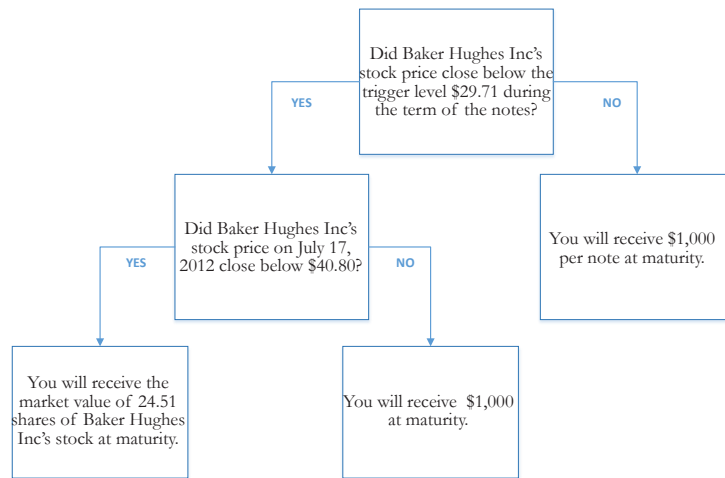 Did Baker Hughes Inc's
stock price close below the
trigger level $29.71 during
the term of the notes?
YES
NO
Did Baker Hughes Inc's
stock price on July 17,
2012 close below $40.80?
You will receive $1,000
per note at maturity.
YES
NO
You will receive the
market value of 24.51
shares of Baker Hughes
Inc's stock at maturity.
You will receive $1,000
at maturity.